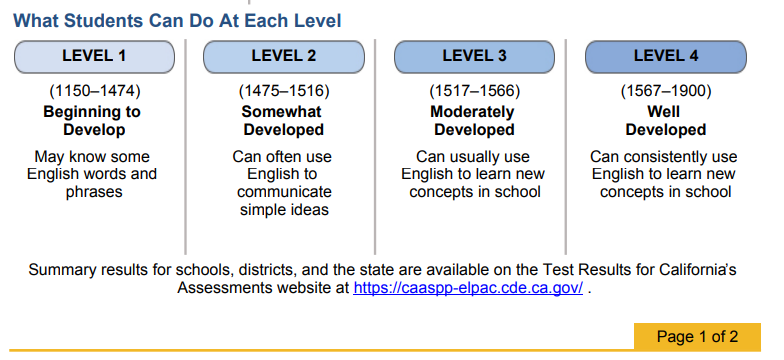 What Students Can Do At Each Level
LEVEL 1
(1150–1474)
Beginning to
Develop
May know some
English words and
phrases
LEVEL 2
(1475–1516)
Somewhat
Developed
Can often use
English to
communicate
simple ideas
LEVEL 3
(1517–1566)
Moderately
Developed
Can usually use
English to learn new
concepts in school
LEVEL 4
(1567–1900)
Well
Developed
Can consistently use
English to learn new
concepts in school
Summary results for schools, districts, and the state are available on the Test Results for California's
Assessments website at https://caaspp-elpac.cde.ca.gov/ .
Page 1 of 2